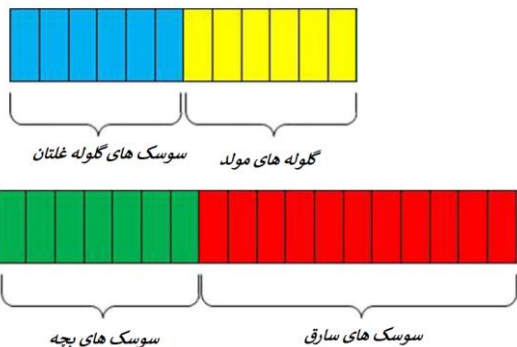 گلوله های مولد
سوسک های گلوله غلتان
سوسک های سارق
سوسک های بچه